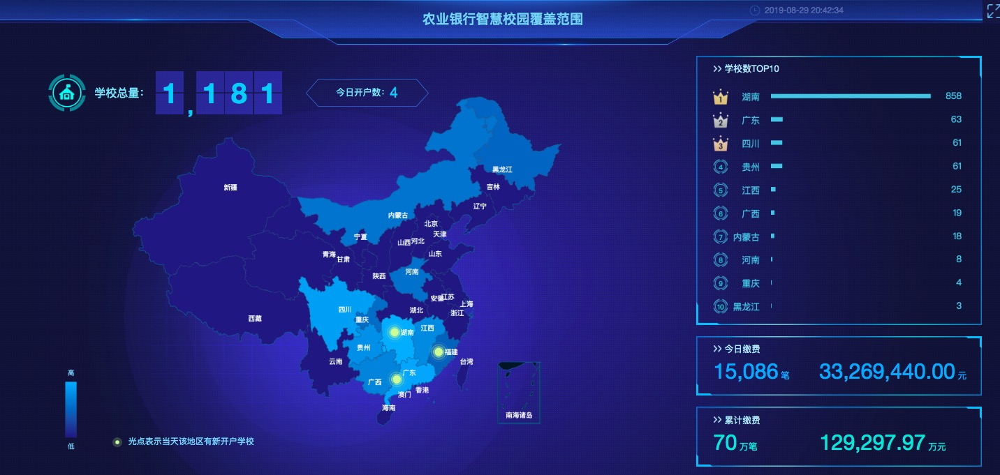 农业银行智慧校园覆盖范围
2019-08-29 20:42:34
学校总量：
1,181
今日开户数：4
黑龙江
吉林
辽宁
新疆
内蒙古
北京
天津
宁夏
山西
河北
山东
青海
甘肃
陕西
河南
安徽
江苏
上海
浙江
四川
湖北
重庆
西藏
湖南
江西
贵州
福建
云南
台湾
广东
广西
香港
澳门
海南
南海诸岛
高
低
光点表示当天该地区有新开户学校
>> 学校数TOP10
1 湖南 858
2 广东 63
3 四川 61
4 贵州 61
5 江西 25
6 广西 19
7 内蒙古 18
8 河南 8
9 重庆 4
10 黑龙江 3
>> 今日缴费
15,086 笔 33,269,440.00 元
>> 累计缴费
70 万笔 129,297.97 万元